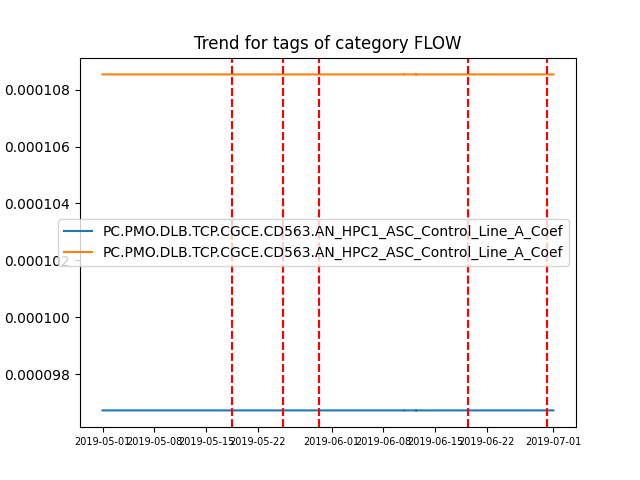 Trend for tags of category FLOW
0.000108
0.000106
0.000104
PC.PMO.DLB.TCP.CGCE.CD563.AN_HPC1_ASC_Control_Line_A_Coef
PC.PMO.DLB.TCP.CGCE.CD563.AN_HPC2_ASC_Control_Line_A_Coef
0.000102
0.000100
0.000098
2019-05-01 2019-05-08 2019-05-15 2019-05-22 2019-06-01 2019-06-08 2019-06-15 2019-06-22 2019-07-01